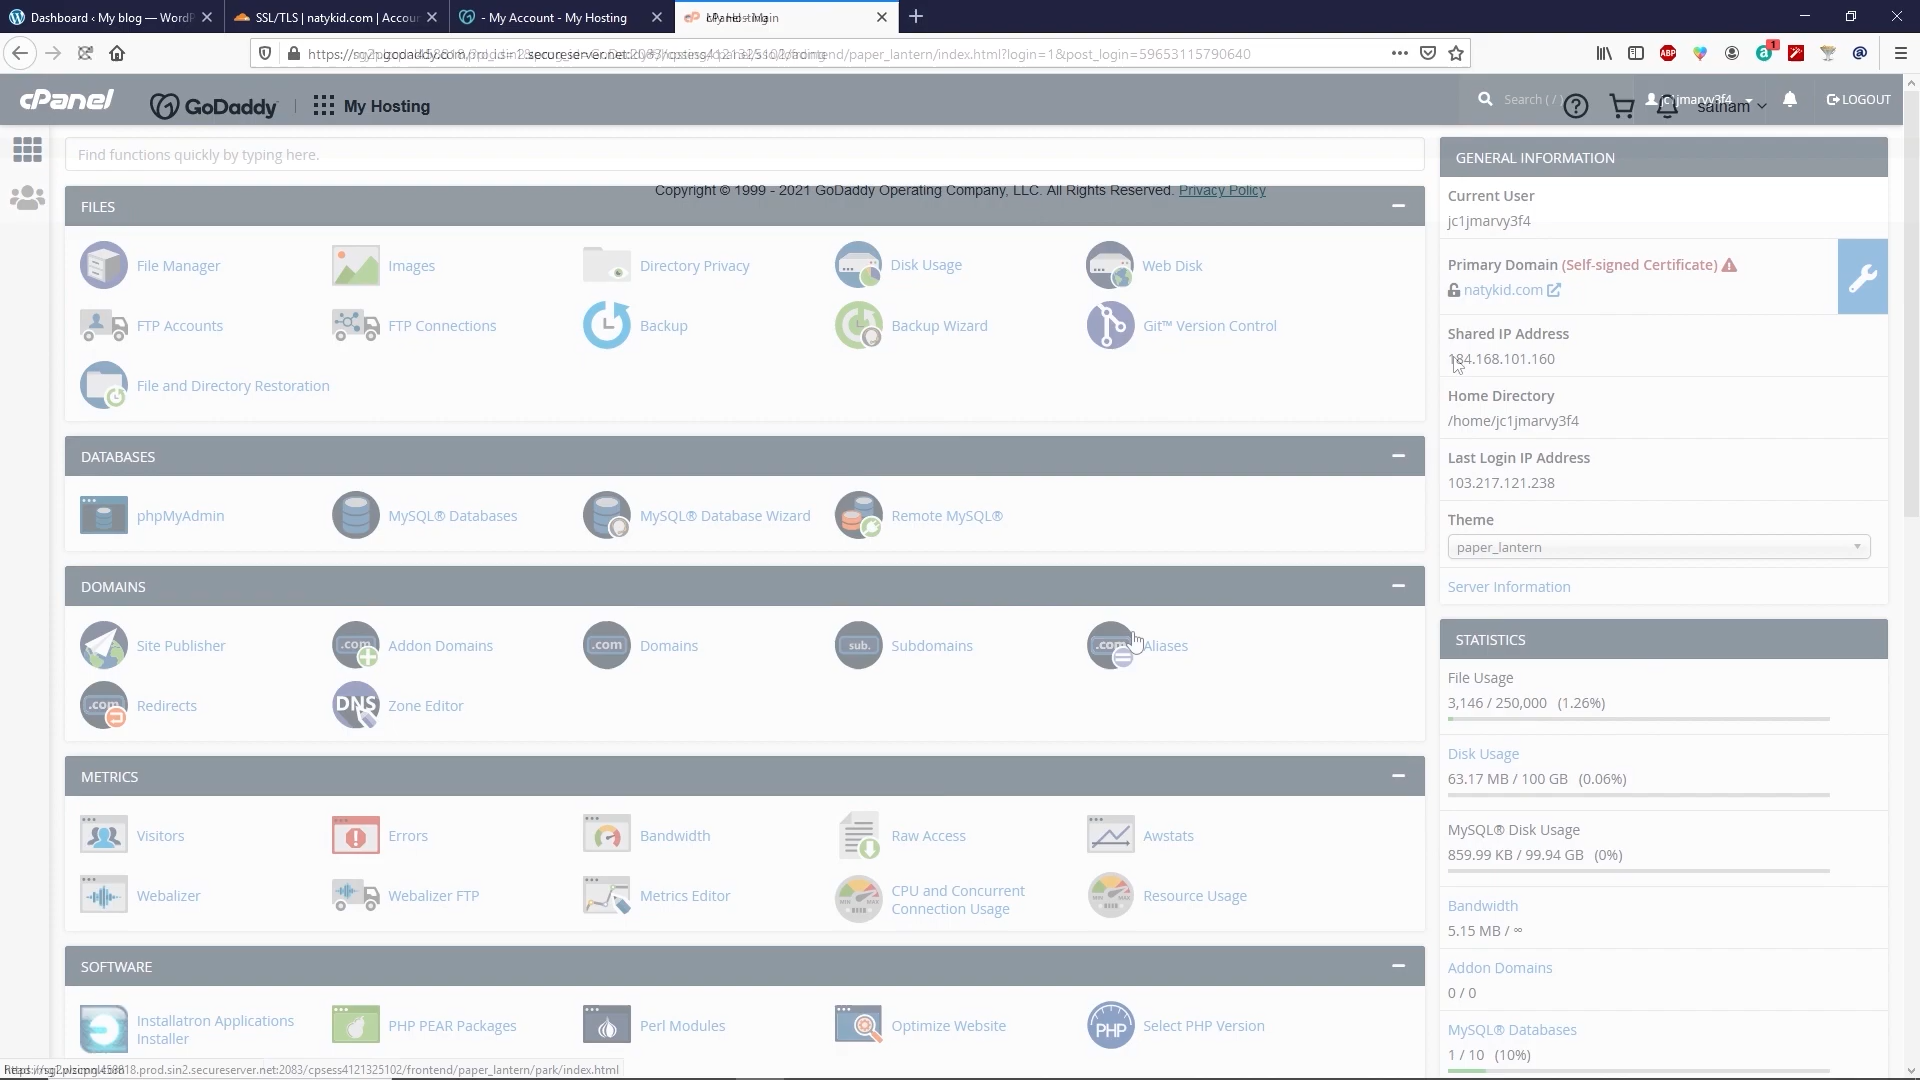 Dashboard ‹ My blog — WordP
SSL/TLS | natykid.com | Accou
- My Account - My Hosting
cPanel
GoDaddy
My Hosting
Search ( / )
jc1jmarvy3f4
satnam
LOGOUT
Find functions quickly by typing here.
Copyright © 1999 - 2021 GoDaddy Operating Company, LLC. All Rights Reserved. Privacy Policy
FILES
File Manager
Images
Directory Privacy
Disk Usage
Web Disk
FTP Accounts
FTP Connections
Backup
Backup Wizard
Git™ Version Control
File and Directory Restoration
DATABASES
phpMyAdmin
MySQL® Databases
MySQL® Database Wizard
Remote MySQL®
DOMAINS
Site Publisher
Addon Domains
Domains
Subdomains
Aliases
Redirects
Zone Editor
METRICS
Visitors
Errors
Bandwidth
Raw Access
Awstats
Webalizer
Webalizer FTP
Metrics Editor
CPU and Concurrent
Connection Usage
Resource Usage
SOFTWARE
Installatron Applications
Installer
PHP PEAR Packages
Perl Modules
Optimize Website
Select PHP Version
GENERAL INFORMATION
Current User
jc1jmarvy3f4
Primary Domain (Self-signed Certificate)
natykid.com
Shared IP Address
184.168.101.160
Home Directory
/home/jc1jmarvy3f4
Last Login IP Address
103.217.121.238
Theme
paper_lantern
Server Information
STATISTICS
File Usage
3,146 / 250,000 (1.26%)
Disk Usage
63.17 MB / 100 GB (0.06%)
MySQL® Disk Usage
859.99 KB / 99.94 GB (0%)
Bandwidth
5.15 MB / ∞
Addon Domains
0 / 0
MySQL® Databases
1 / 10 (10%)